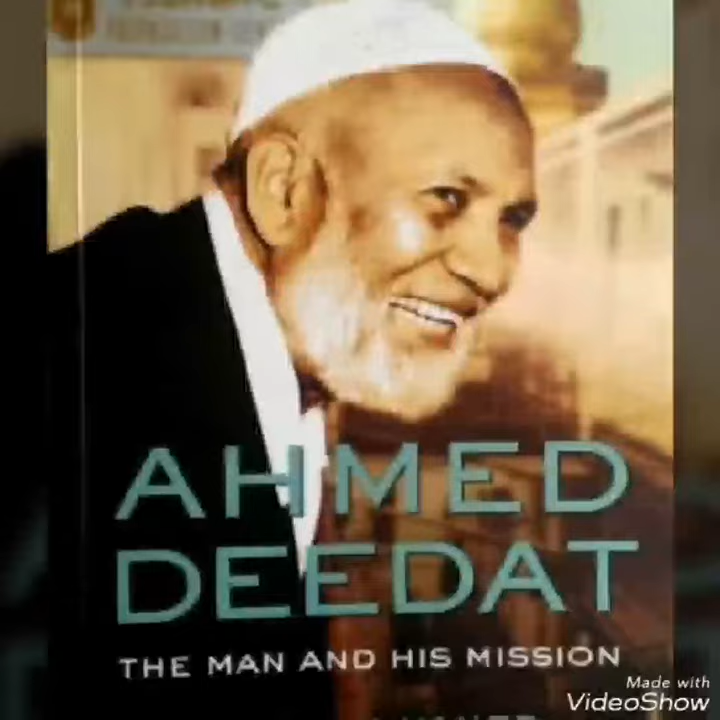 AHMED
DEEDAT
THE MAN AND HIS MISSION
Made with
VideoShow